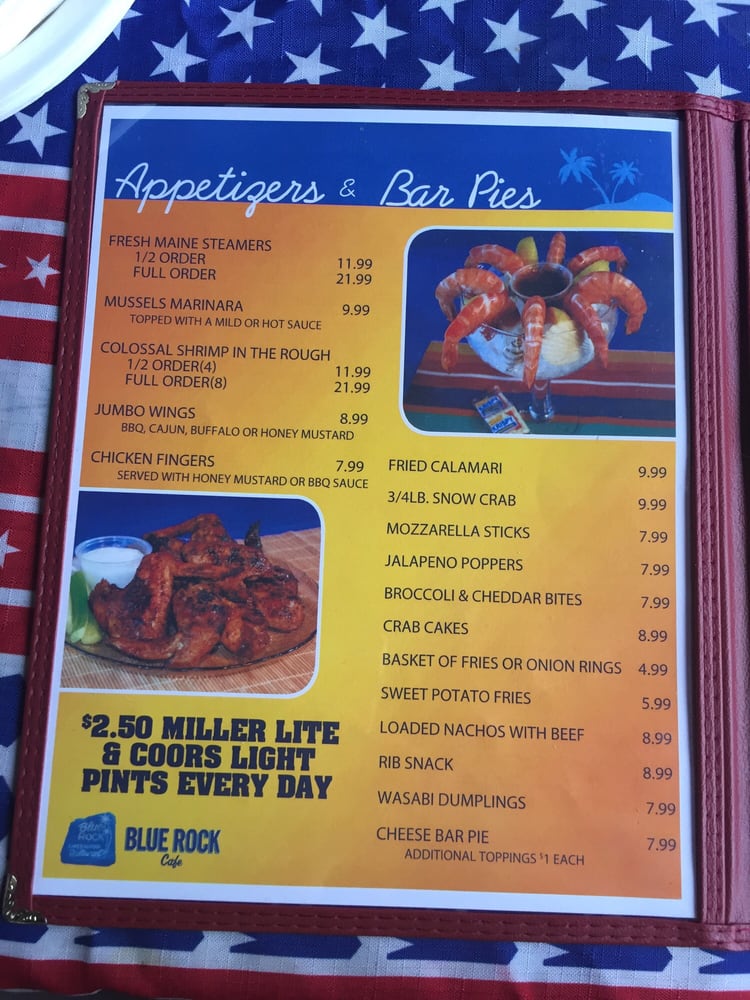 Appetizers & Bar Pies
FRESH MAINE STEAMERS
1/2 ORDER 11.99
FULL ORDER 21.99
MUSSELS MARINARA 9.99
TOPPED WITH A MILD OR HOT SAUCE
COLOSSAL SHRIMP IN THE ROUGH
1/2 ORDER(4) 11.99
FULL ORDER(8) 21.99
JUMBO WINGS 8.99
BBQ, CAJUN, BUFFALO OR HONEY MUSTARD
CHICKEN FINGERS 7.99
SERVED WITH HONEY MUSTARD OR BBQ SAUCE
$2.50 MILLER LITE
& COORS LIGHT
PINTS EVERY DAY
Blue
ROCK
BLUE ROCK
Cafe
FRIED CALAMARI 9.99
3/4LB. SNOW CRAB 9.99
MOZZARELLA STICKS 7.99
JALAPENO POPPERS 7.99
BROCCOLI & CHEDDAR BITES 7.99
CRAB CAKES 8.99
BASKET OF FRIES OR ONION RINGS 4.99
SWEET POTATO FRIES 5.99
LOADED NACHOS WITH BEEF 8.99
RIB SNACK 8.99
WASABI DUMPLINGS 7.99
CHEESE BAR PIE 7.99
ADDITIONAL TOPPINGS $1 EACH